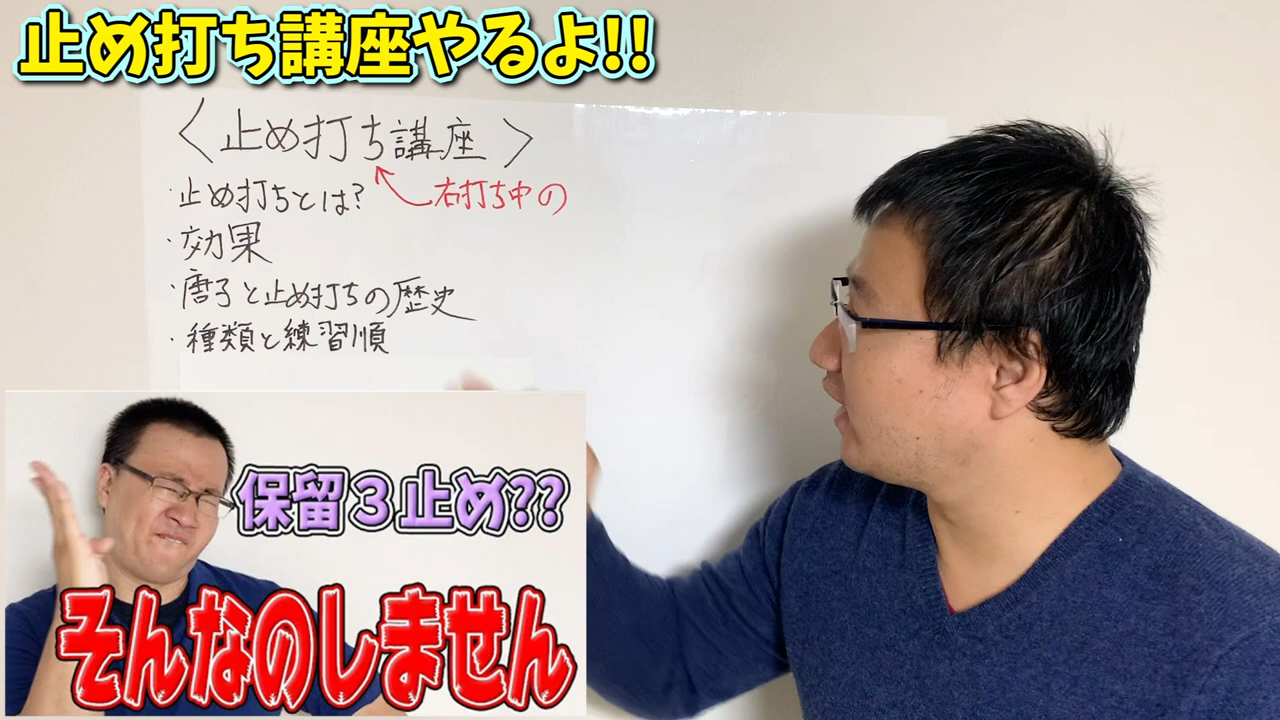 止め打ち講座やるよ!!
〈止め打ち講座〉
・止め打ちとは?
右打ち中の
・効果
・唐子と止め打ちの歴史
・種類と練習順
保留3止め??
そんなのしません